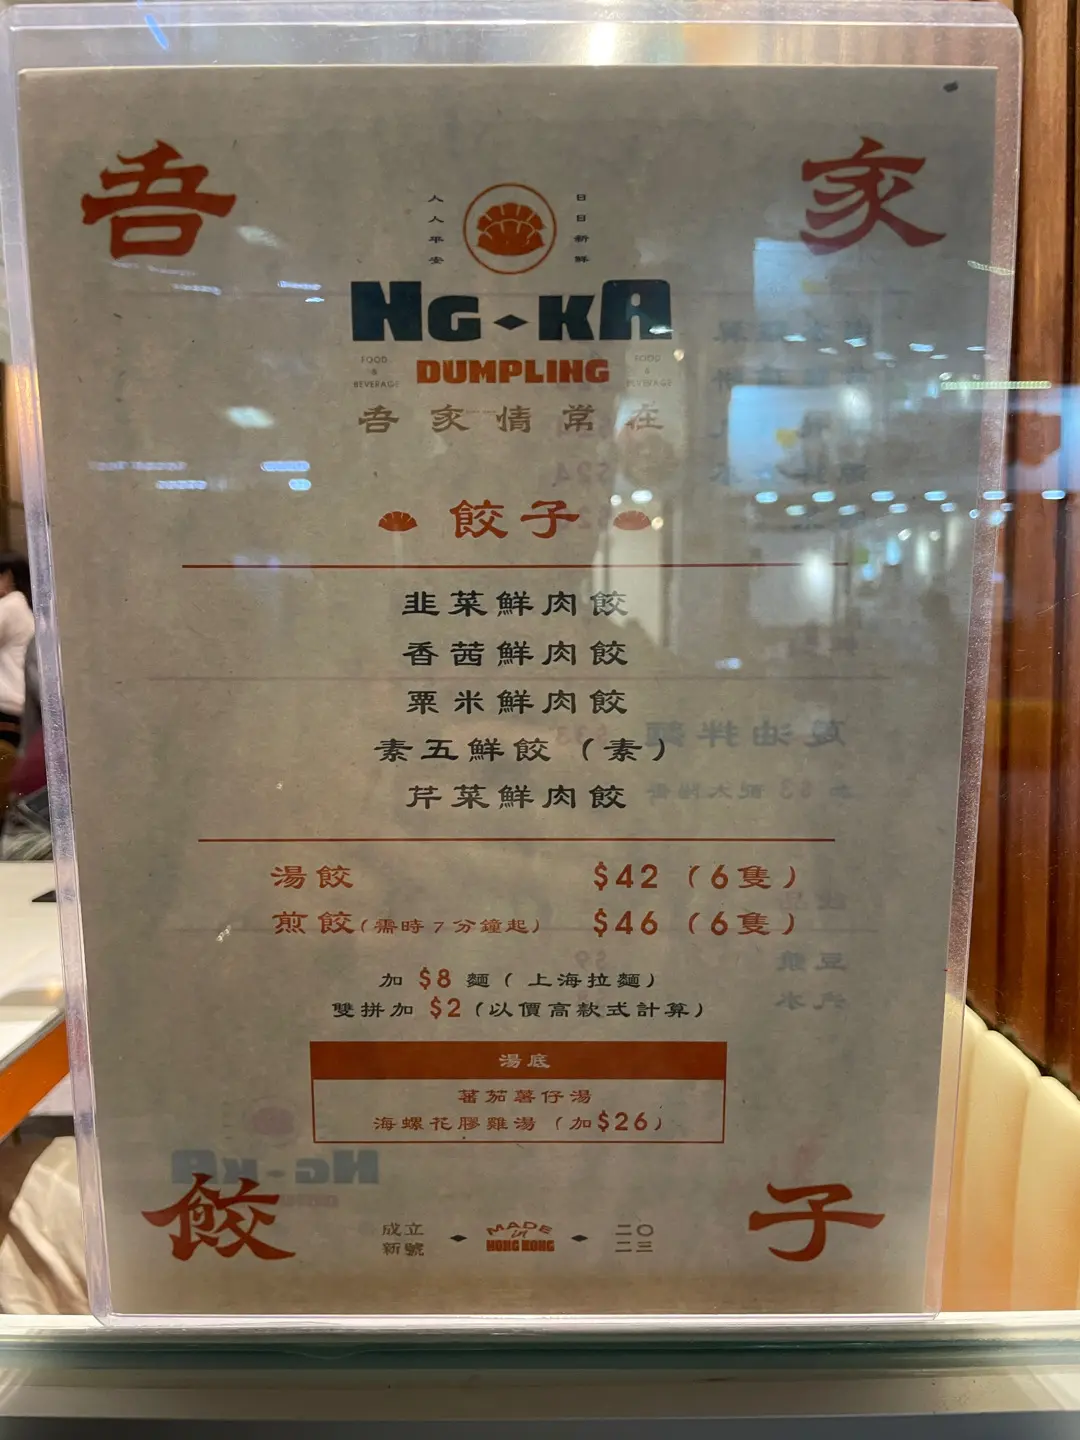 吾 家
人人平安
日日新鮮
NG◆KA
FOOD & BEVERAGE
DUMPLING
FOOD & BEVERAGE
吾家情常在
餃子
韭菜鮮肉餃
香茜鮮肉餃
粟米鮮肉餃
素五鮮餃（素）
芹菜鮮肉餃
湯餃 $42（6隻）
煎餃(需時7分鐘起) $46（6隻）
加 $8 麵（上海拉麵）
雙拼加 $2（以價高款式計算）
湯底
蕃茄薯仔湯
海螺花膠雞湯（加$26）
餃 子
成立新號
MADE in HONG KONG
二〇二三